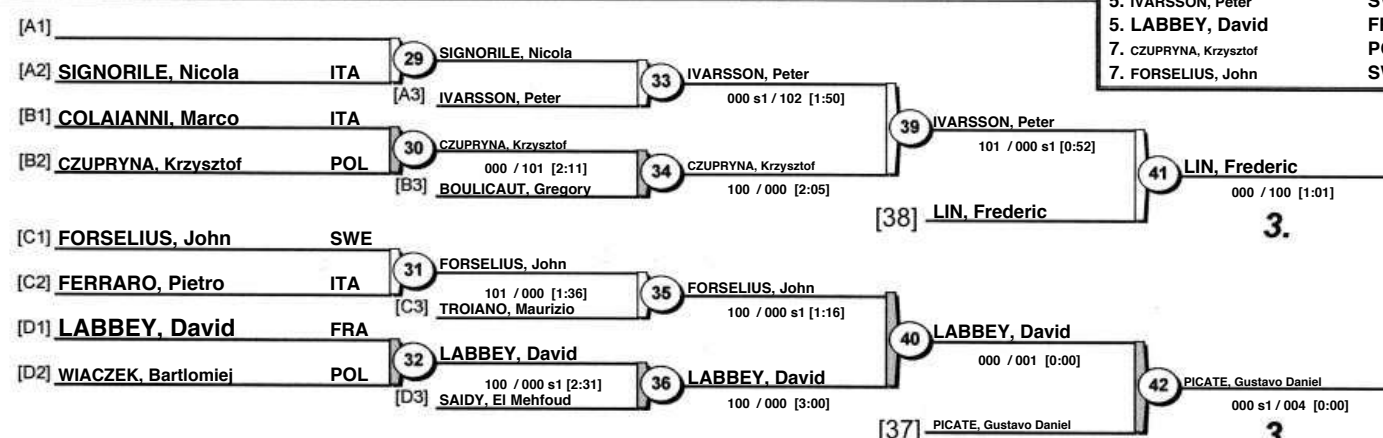 5. IVARSSON, Peter
5. LABBEY, David
7. CZUPRYNA, Krzysztof
7. FORSELIUS, John
[A1]
[A2] SIGNORILE, Nicola ITA
29
SIGNORILE, Nicola
[A3] IVARSSON, Peter
33
IVARSSON, Peter
000 s1 / 102 [1:50]
[B1] COLAIANNI, Marco ITA
[B2] CZUPRYNA, Krzysztof POL
30
CZUPRYNA, Krzysztof
000 / 101 [2:11]
[B3] BOULICAUT, Gregory
34
CZUPRYNA, Krzysztof
100 / 000 [2:05]
39
IVARSSON, Peter
101 / 000 s1 [0:52]
[38] LIN, Frederic
41
LIN, Frederic
000 / 100 [1:01]
3.
[C1] FORSELIUS, John SWE
[C2] FERRARO, Pietro ITA
31
FORSELIUS, John
101 / 000 [1:36]
[C3] TROIANO, Maurizio
35
FORSELIUS, John
100 / 000 s1 [1:16]
[D1] LABBEY, David FRA
[D2] WIACZEK, Bartlomiej POL
32
LABBEY, David
100 / 000 s1 [2:31]
[D3] SAIDY, El Mehfoud
36
LABBEY, David
100 / 000 [3:00]
40
LABBEY, David
000 / 001 [0:00]
[37] PICATE, Gustavo Daniel
42
PICATE, Gustavo Daniel
000 s1 / 004 [0:00]
3.